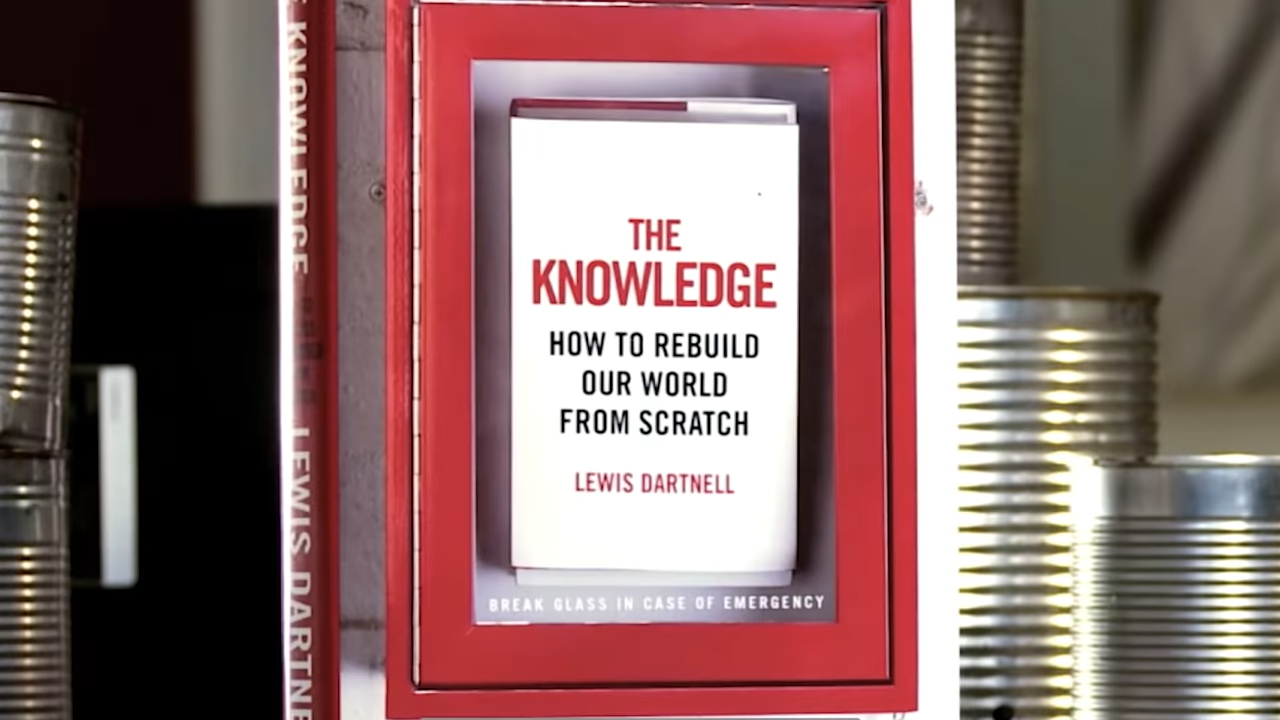 KNOWLEDGE LEWIS DARTNE
THE
KNOWLEDGE
HOW TO REBUILD
OUR WORLD
FROM SCRATCH
LEWIS DARTNELL
BREAK GLASS IN CASE OF EMERGENCY